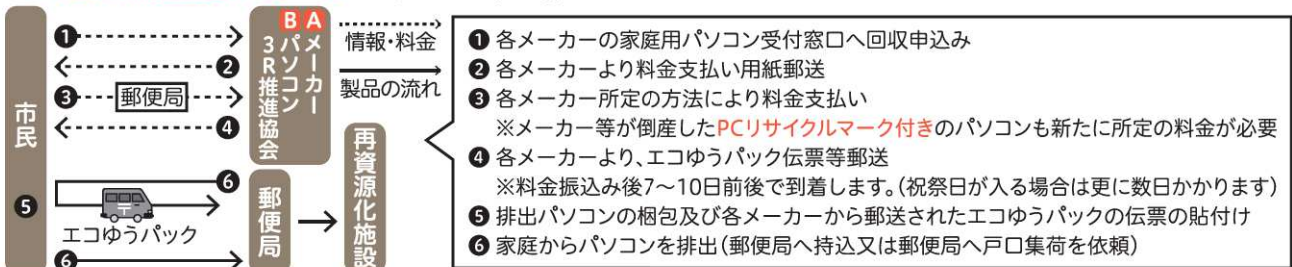 市民
❶
❷
❸ 郵便局
❹
❺
❻
エコゆうパック
❻
A メーカー
B パソコン3R推進協会
郵便局
情報・料金
製品の流れ
再資源化施設
❶ 各メーカーの家庭用パソコン受付窓口へ回収申込み
❷ 各メーカーより料金支払い用紙郵送
❸ 各メーカー所定の方法により料金支払い
※メーカー等が倒産したPCリサイクルマーク付きのパソコンも新たに所定の料金が必要
❹ 各メーカーより、エコゆうパック伝票等郵送
※料金振込み後7〜10日前後で到着します。(祝祭日が入る場合は更に数日かかります)
❺ 排出パソコンの梱包及び各メーカーから郵送されたエコゆうパックの伝票の貼付け
❻ 家庭からパソコンを排出(郵便局へ持込又は郵便局へ戸口集荷を依頼)